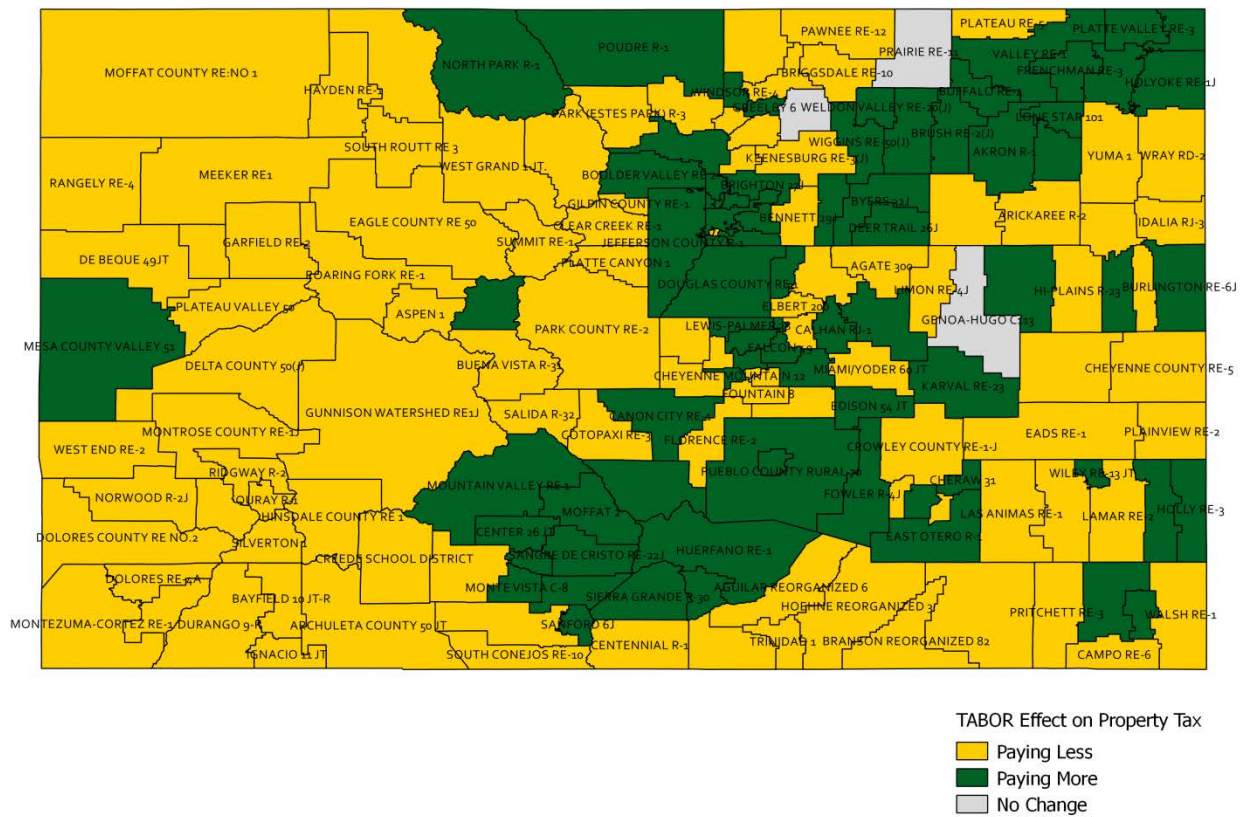 PLATEAU RE-5
PLATTE VALLEY RE-3
PAWNEE RE-12
POUDRE R-1
PRAIRIE RE-11
VALLEY RE-1
NORTH PARK R-1
FRENCHMAN RE-3
MOFFAT COUNTY RE:NO 1
BRIGGSDALE RE-10
HOLYOKE RE-1J
HAYDEN RE-1
WINDSOR RE-4
BUFFALO RE-4
GREELEY 6
WELDON VALLEY RE-20(J)
PARK (ESTES PARK) R-3
LONE STAR 101
BRUSH RE-2(J)
WIGGINS RE-50(J)
SOUTH ROUTT RE 3
AKRON R-1
KEENESBURG RE-3(J)
YUMA 1
WRAY RD-2
WEST GRAND 1 JT
MEEKER RE1
BOULDER VALLEY RE 2
RANGELY RE-4
BRIGHTON 27J
BYERS 32J
GILPIN COUNTY RE-1
BENNETT 29J
ARICKAREE R-2
IDALIA RJ-3
EAGLE COUNTY RE 50
CLEAR CREEK RE-1
DEER TRAIL 26J
GARFIELD RE-2
SUMMIT RE-1
JEFFERSON COUNTY R-1
DE BEQUE 49JT
PLATTE CANYON 1
AGATE 300
ROARING FORK RE-1
DOUGLAS COUNTY RE 1
LIMON RE-4J
HI-PLAINS R-23
BURLINGTON RE-6J
PLATEAU VALLEY 50
ELBERT 200
ASPEN 1
GENOA-HUGO C113
LEWIS-PALMER 38
PARK COUNTY RE-2
CALHAN RJ-1
MESA COUNTY VALLEY 51
FALCON 49
DELTA COUNTY 50(J)
BUENA VISTA R-31
MIAMI/YODER 60 JT
CHEYENNE COUNTY RE-5
CHEYENNE MOUNTAIN 12
KARVAL RE-23
FOUNTAIN 8
EDISON 54 JT
GUNNISON WATERSHED RE1J
SALIDA R-32
CANON CITY RE-1
MONTROSE COUNTY RE-1J
COTOPAXI RE-3
EADS RE-1
PLAINVIEW RE-2
FLORENCE RE-2
CROWLEY COUNTY RE-1-J
WEST END RE-2
RIDGWAY R-2
PUEBLO COUNTY RURAL 70
WILEY RE-13 JT
MOUNTAIN VALLEY RE 1
CHERAW 31
NORWOOD R-2J
OURAY R-1
FOWLER R-4J
HOLLY RE-3
MOFFAT 2
LAS ANIMAS RE-1
LAMAR RE-2
HINSDALE COUNTY RE 1
CENTER 26 JT
DOLORES COUNTY RE NO.2
SILVERTON 1
EAST OTERO R-1
HUERFANO RE-1
CREEDE SCHOOL DISTRICT
SANGRE DE CRISTO RE-22J
DOLORES RE-4A
MONTE VISTA C-8
AGUILAR REORGANIZED 6
SIERRA GRANDE R-30
BAYFIELD 10 JT-R
HOEHNE REORGANIZED 3
PRITCHETT RE-3
WALSH RE-1
MONTEZUMA-CORTEZ RE-1
DURANGO 9-R
ARCHULETA COUNTY 50 JT
SANFORD 6J
CENTENNIAL R-1
TRINIDAD 1
BRANSON REORGANIZED 82
IGNACIO 11 JT
SOUTH CONEJOS RE-10
CAMPO RE-6
TABOR Effect on Property Tax
Paying Less
Paying More
No Change